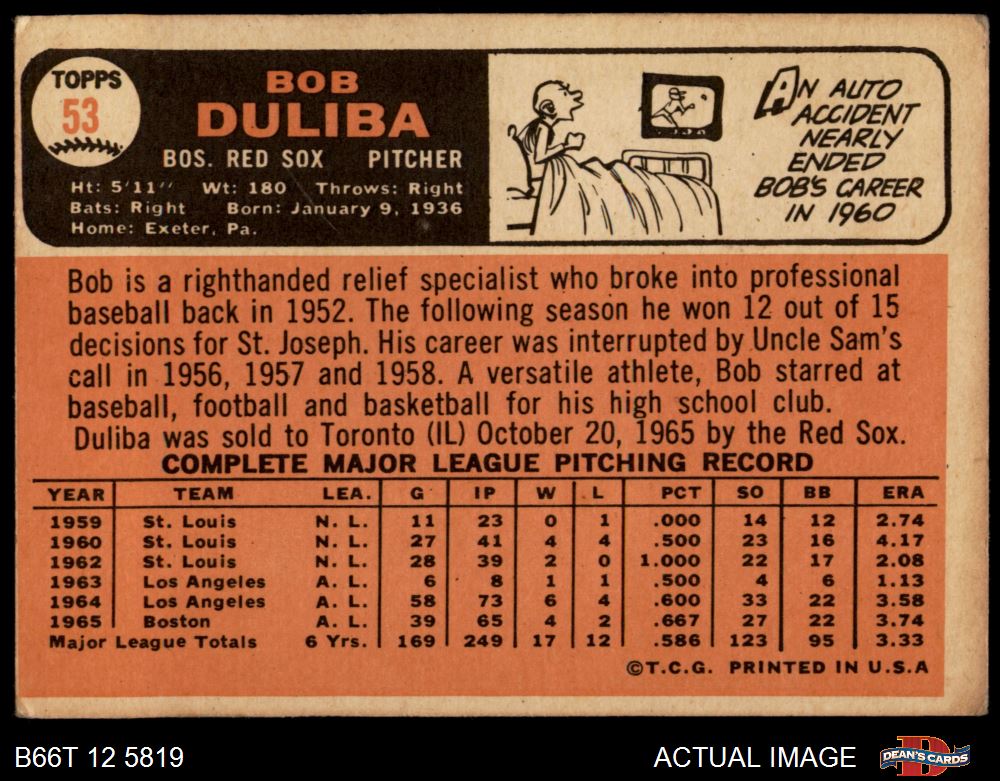 TOPPS
53
BOB
DULIBA
BOS. RED SOX PITCHER
Ht: 5'11" Wt: 180 Throws: Right
Bats: Right Born: January 9, 1936
Home: Exeter, Pa.
AN AUTO
ACCIDENT
NEARLY
ENDED
BOB'S CAREER
IN 1960
Bob is a righthanded relief specialist who broke into professional
baseball back in 1952. The following season he won 12 out of 15
decisions for St. Joseph. His career was interrupted by Uncle Sam's
call in 1956, 1957 and 1958. A versatile athlete, Bob starred at
baseball, football and basketball for his high school club.
Duliba was sold to Toronto (IL) October 20, 1965 by the Red Sox.
COMPLETE MAJOR LEAGUE PITCHING RECORD
YEAR TEAM LEA. G IP W L PCT SO BB ERA
1959 St. Louis N. L. 11 23 0 1 .000 14 12 2.74
1960 St. Louis N. L. 27 41 4 4 .500 23 16 4.17
1962 St. Louis N. L. 28 39 2 0 1.000 22 17 2.08
1963 Los Angeles A. L. 6 8 1 1 .500 4 6 1.13
1964 Los Angeles A. L. 58 73 6 4 .600 33 22 3.58
1965 Boston A. L. 39 65 4 2 .667 27 22 3.74
Major League Totals 6 Yrs. 169 249 17 12 .586 123 95 3.33
©T.C.G. PRINTED IN U.S.A
B66T 12 5819 ACTUAL IMAGE DEAN'S CARDS